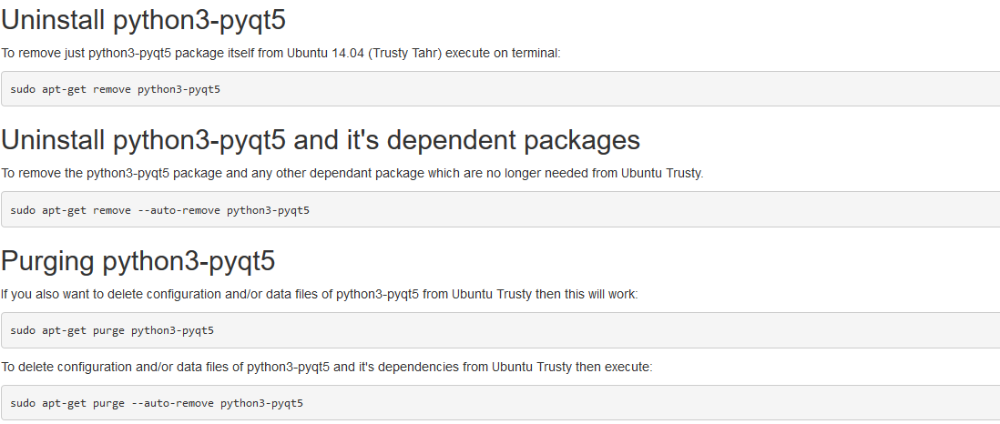 Uninstall python3-pyqt5
To remove just python3-pyqt5 package itself from Ubuntu 14.04 (Trusty Tahr) execute on terminal:
sudo apt-get remove python3-pyqt5
Uninstall python3-pyqt5 and it's dependent packages
To remove the python3-pyqt5 package and any other dependant package which are no longer needed from Ubuntu Trusty.
sudo apt-get remove --auto-remove python3-pyqt5
Purging python3-pyqt5
If you also want to delete configuration and/or data files of python3-pyqt5 from Ubuntu Trusty then this will work:
sudo apt-get purge python3-pyqt5
To delete configuration and/or data files of python3-pyqt5 and it's dependencies from Ubuntu Trusty then execute:
sudo apt-get purge --auto-remove python3-pyqt5